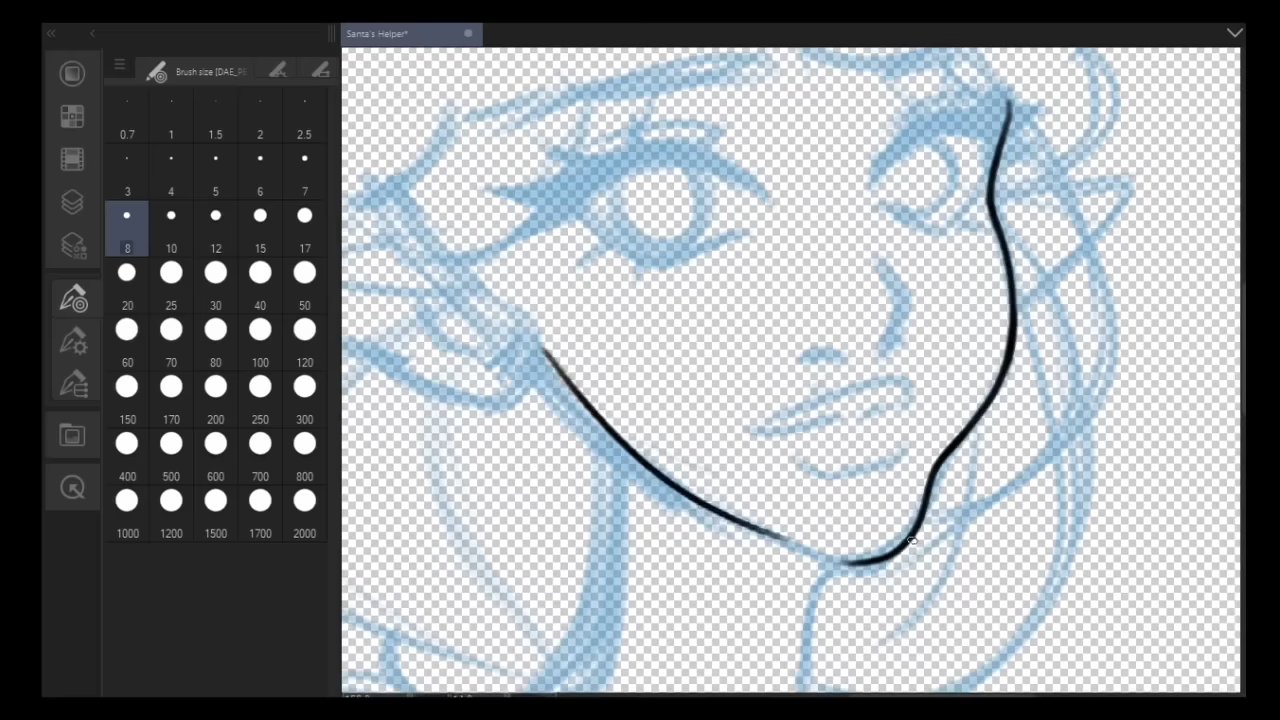 Santa's Helper*
Brush size [DAE_PE
0.7 1 1.5 2 2.5
3 4 5 6 7
8 10 12 15 17
20 25 30 40 50
60 70 80 100 120
150 170 200 250 300
400 500 600 700 800
1000 1200 1500 1700 2000